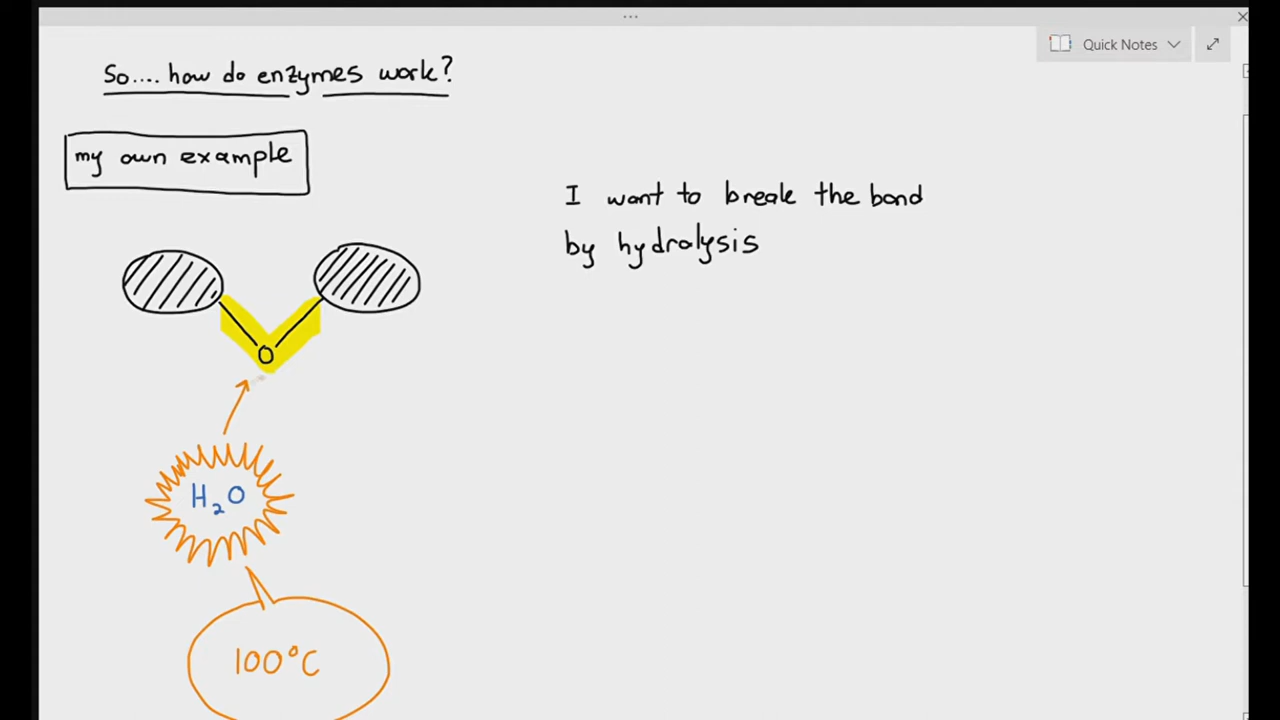 Quick Notes
So.... how do enzymes work?
my own example
I want to break the bond
by hydrolysis
O
H₂O
100°C